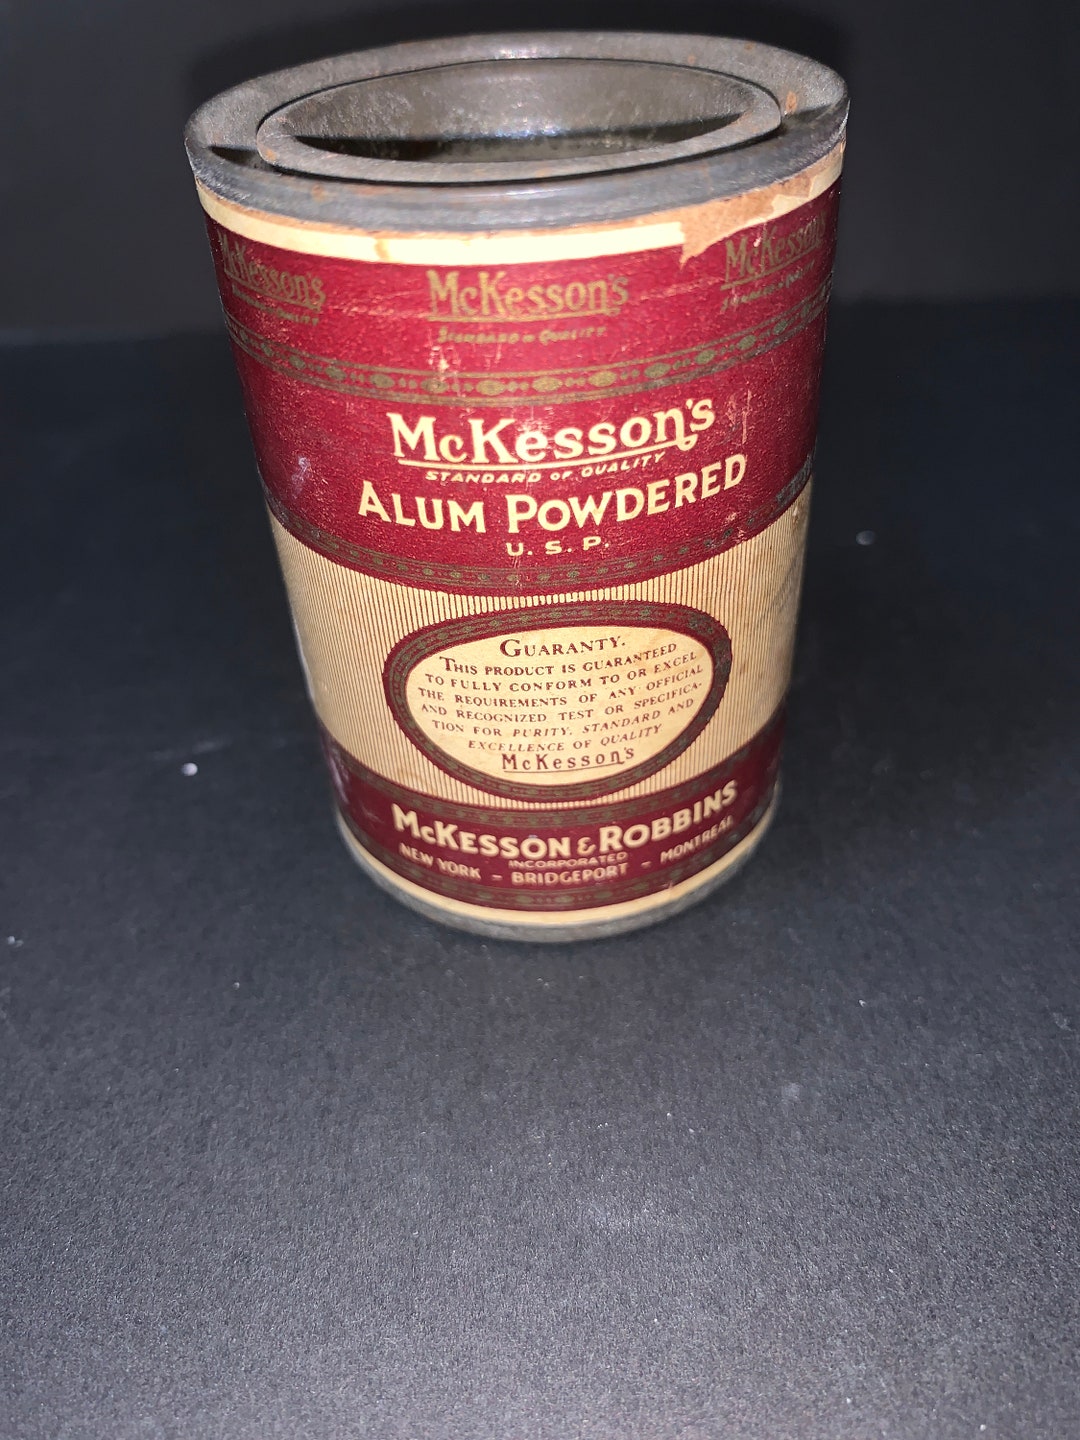 McKesson's McKesson's McKesson's
STANDARD OF QUALITY
McKesson's
STANDARD OF QUALITY
ALUM POWDERED
U. S. P.
GUARANTY.
THIS PRODUCT IS GUARANTEED
TO FULLY CONFORM TO OR EXCEL
THE REQUIREMENTS OF ANY OFFICIAL
AND RECOGNIZED TEST OR SPECIFICA-
TION FOR PURITY, STANDARD AND
EXCELLENCE OF QUALITY
McKesson's
McKESSON & ROBBINS
INCORPORATED
NEW YORK - BRIDGEPORT - MONTREAL